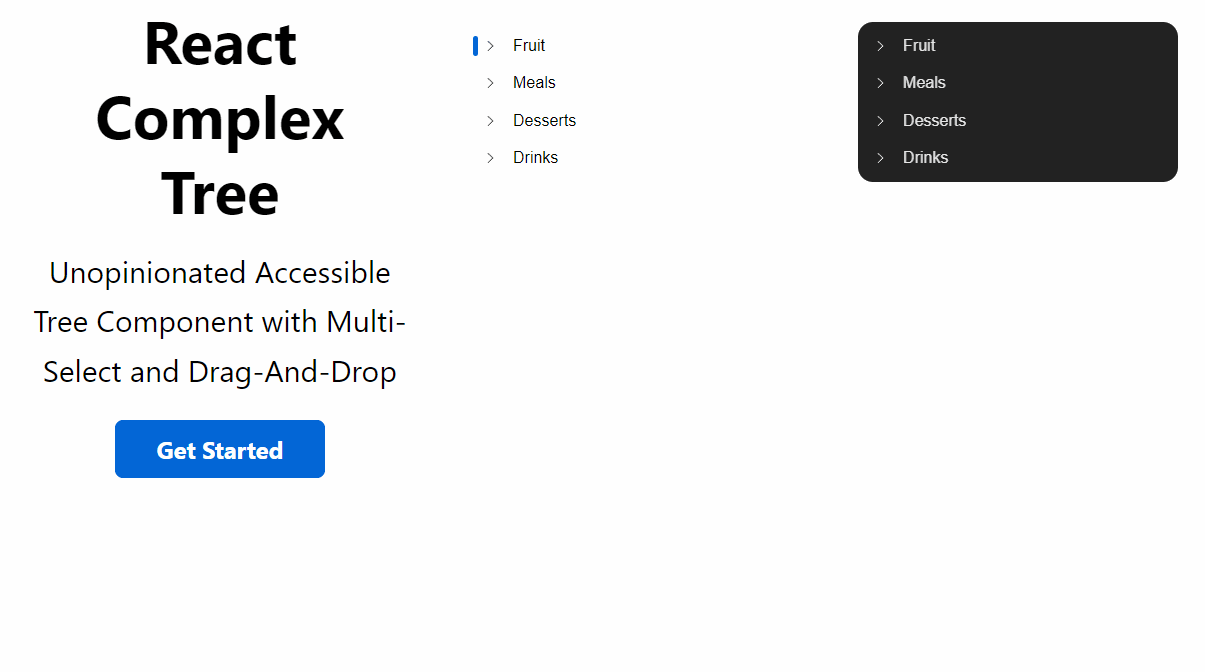 React
Complex
Tree
Unopinionated Accessible
Tree Component with Multi-
Select and Drag-And-Drop
Get Started
Fruit
Meals
Desserts
Drinks
Fruit
Meals
Desserts
Drinks